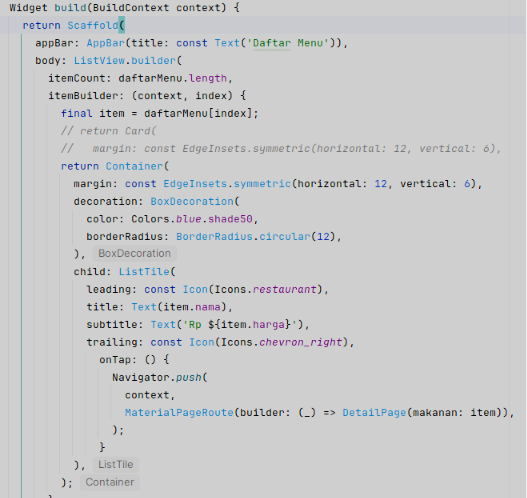 Widget build(BuildContext context) {
  return Scaffold(
    appBar: AppBar(title: const Text('Daftar Menu')),
    body: ListView.builder(
      itemCount: daftarMenu.length,
      itemBuilder: (context, index) {
        final item = daftarMenu[index];
        // return Card(
        //   margin: const EdgeInsets.symmetric(horizontal: 12, vertical: 6),
        return Container(
          margin: const EdgeInsets.symmetric(horizontal: 12, vertical: 6),
          decoration: BoxDecoration(
            color: Colors.blue.shade50,
            borderRadius: BorderRadius.circular(12),
          ), BoxDecoration
          child: ListTile(
            leading: const Icon(Icons.restaurant),
            title: Text(item.nama),
            subtitle: Text('Rp ${item.harga}'),
            trailing: const Icon(Icons.chevron_right),
              onTap: () {
                Navigator.push(
                  context,
                  MaterialPageRoute(builder: (_) => DetailPage(makanan: item)),
                );
              }
          ), ListTile
        ); Container